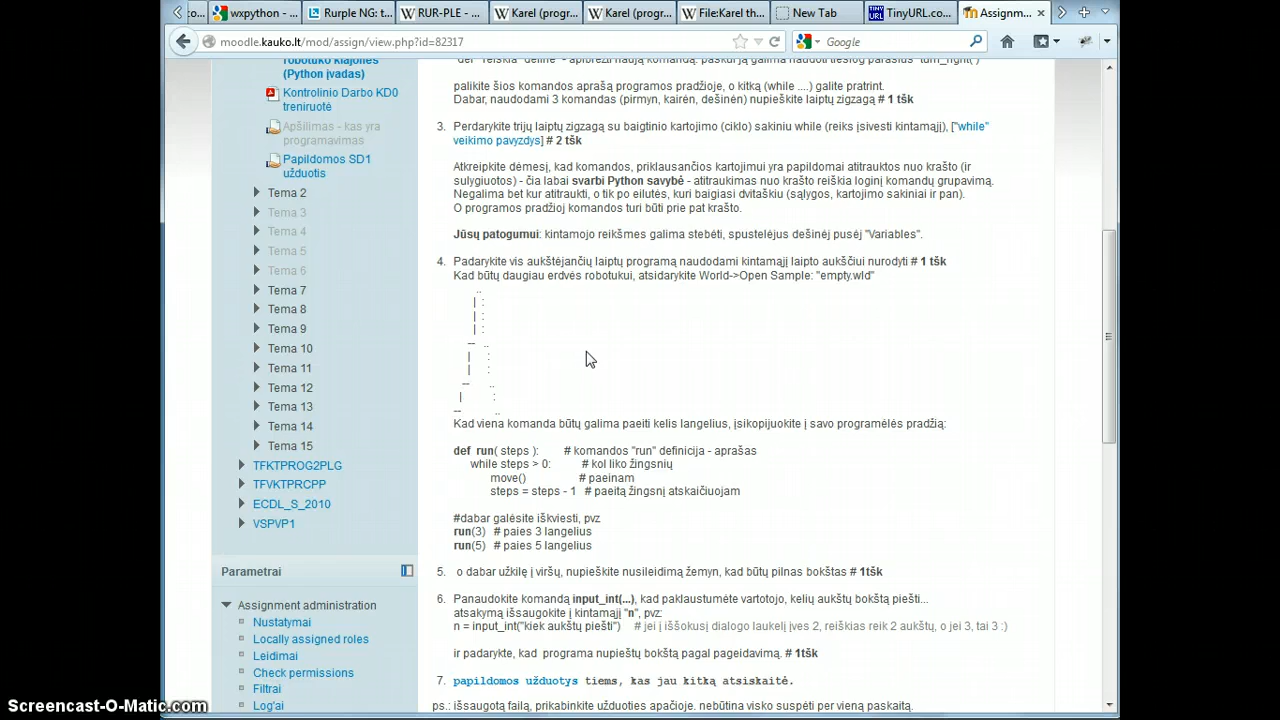 ..co...
wxpython - ...
Rurple NG: t...
RUR-PLE - ...
Karel (progr...
Karel (progr...
File:Karel th...
New Tab
TinyURL.co...
Assignm...
moodle.kauko.lt/mod/assign/view.php?id=82317
Google
robotuko klajonės
(Python įvadas)
Kontrolinio Darbo KD0
treniruotė
Apšilimas - kas yra
programavimas
Papildomos SD1
užduotis
Tema 2
Tema 3
Tema 4
Tema 5
Tema 6
Tema 7
Tema 8
Tema 9
Tema 10
Tema 11
Tema 12
Tema 13
Tema 14
Tema 15
TFKTPROG2PLG
TFVKTPRCPP
ECDL_S_2010
VSPVP1
Parametrai
Assignment administration
Nustatymai
Locally assigned roles
Leidimai
Check permissions
Filtrai
Log'ai
"def" reiškia "define" - apibrėžti naują komandą. paskui ją galima naudoti tiesiog parašius "turn_right( )"
palikite šios komandos aprašą programos pradžioje, o kitką (while ....) galite pratrint.
Dabar, naudodami 3 komandas (pirmyn, kairėn, dešinėn) nupieškite laiptų zigzagą # 1 tšk
3. Perdarykite trijų laiptų zigzagą su baigtinio kartojimo (ciklo) sakiniu while (reiks įsivesti kintamąjį), ["while"
veikimo pavyzdys] # 2 tšk
Atkreipkite dėmesį, kad komandos, priklausančios kartojimui yra papildomai atitrauktos nuo krašto (ir
sulygiuotos) - čia labai svarbi Python savybė - atitraukimas nuo krašto reiškia loginį komandų grupavimą.
Negalima bet kur atitraukti, o tik po eilutės, kuri baigiasi dvitaškiu (sąlygos, kartojimo sakiniai ir pan).
O programos pradžioj komandos turi būti prie pat krašto.
Jūsų patogumui: kintamojo reikšmes galima stebėti, spustelėjus dešinėj pusėj "Variables".
4. Padarykite vis aukštėjančių laiptų programą naudodami kintamąjį laipto aukščiui nurodyti # 1 tšk
Kad būtų daugiau erdvės robotukui, atsidarykite World->Open Sample: "empty.wld"
..
| :
| :
| :
-- ..
| :
| :
-- ..
| :
-- ..
Kad viena komanda būtų galima paeiti kelis langelius, įsikopijuokite į savo programėlės pradžią:
def run( steps ): # komandos "run" definicija - aprašas
while steps > 0: # kol liko žingsnių
move() # paeinam
steps = steps - 1 # paeitą žingsnį atskaičiuojam
#dabar galėsite iškviesti, pvz
run(3) # paies 3 langelius
run(5) # paies 5 langelius
5. o dabar užkilę į viršų, nupieškite nusileidimą žemyn, kad būtų pilnas bokštas # 1tšk
6. Panaudokite komandą input_int(...), kad paklaustumėte vartotojo, kelių aukštų bokštą piešti...
atsakymą išsaugokite į kintamąjį "n", pvz:
n = input_int("kiek aukštų piešti") # jei į iššokusį dialogo laukelį įves 2, reiškias reik 2 aukštų, o jei 3, tai 3 :)
ir padarykite, kad programa nupieštų bokštą pagal pageidavimą. # 1tšk
7. papildomos užduotys tiems, kas jau kitką atsiskaitė.
ps.: išsaugotą failą, prikabinkite užduoties apačioje. nebūtina visko suspėti per vieną paskaitą.
Screencast-O-Matic.com